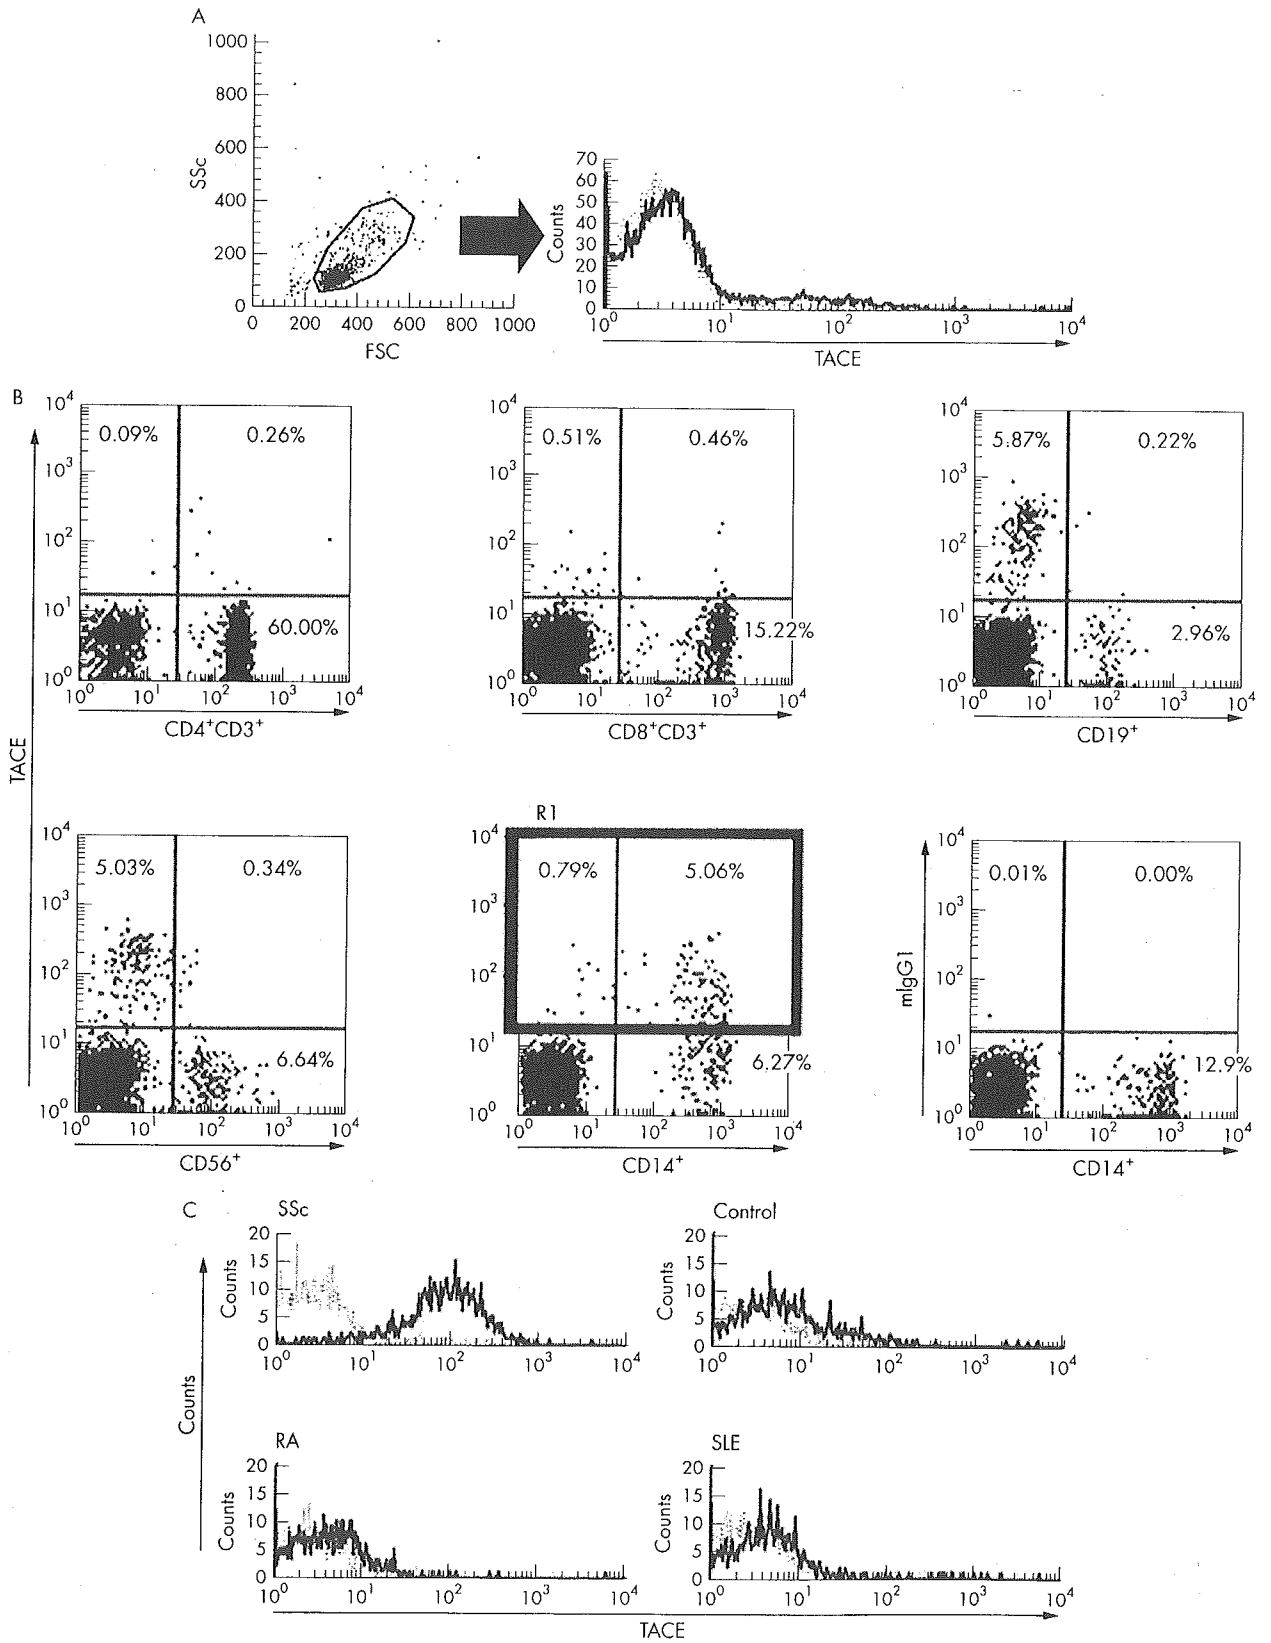 A
1000
800
600
400
200
0
SSc
0 200 400 600 800 1000
FSC
70
60
50
40
30
20
10
0
Counts
10⁰ 10¹ 10² 10³ 10⁴
TACE
B
TACE
10⁴
10³
10²
10¹
10⁰
0.09% 0.26%
60.00%
10⁰ 10¹ 10² 10³ 10⁴
CD4⁺CD3⁺
10⁴
10³
10²
10¹
10⁰
0.51% 0.46%
15.22%
10⁰ 10¹ 10² 10³ 10⁴
CD8⁺CD3⁺
10⁴
10³
10²
10¹
10⁰
5.87% 0.22%
2.96%
10⁰ 10¹ 10² 10³ 10⁴
CD19⁺
10⁴
10³
10²
10¹
10⁰
5.03% 0.34%
6.64%
10⁰ 10¹ 10² 10³ 10⁴
CD56⁺
R1
10⁴
10³
10²
10¹
10⁰
0.79% 5.06%
6.27%
10⁰ 10¹ 10² 10³ 10⁴
CD14⁺
mIgG1
10⁴
10³
10²
10¹
10⁰
0.01% 0.00%
12.9%
10⁰ 10¹ 10² 10³ 10⁴
CD14⁺
C
Counts
SSc
20
15
10
5
0
Counts
10⁰ 10¹ 10² 10³ 10⁴
Control
20
15
10
5
0
Counts
10⁰ 10¹ 10² 10³ 10⁴
RA
20
15
10
5
0
Counts
10⁰ 10¹ 10² 10³ 10⁴
SLE
20
15
10
5
0
Counts
10⁰ 10¹ 10² 10³ 10⁴
TACE